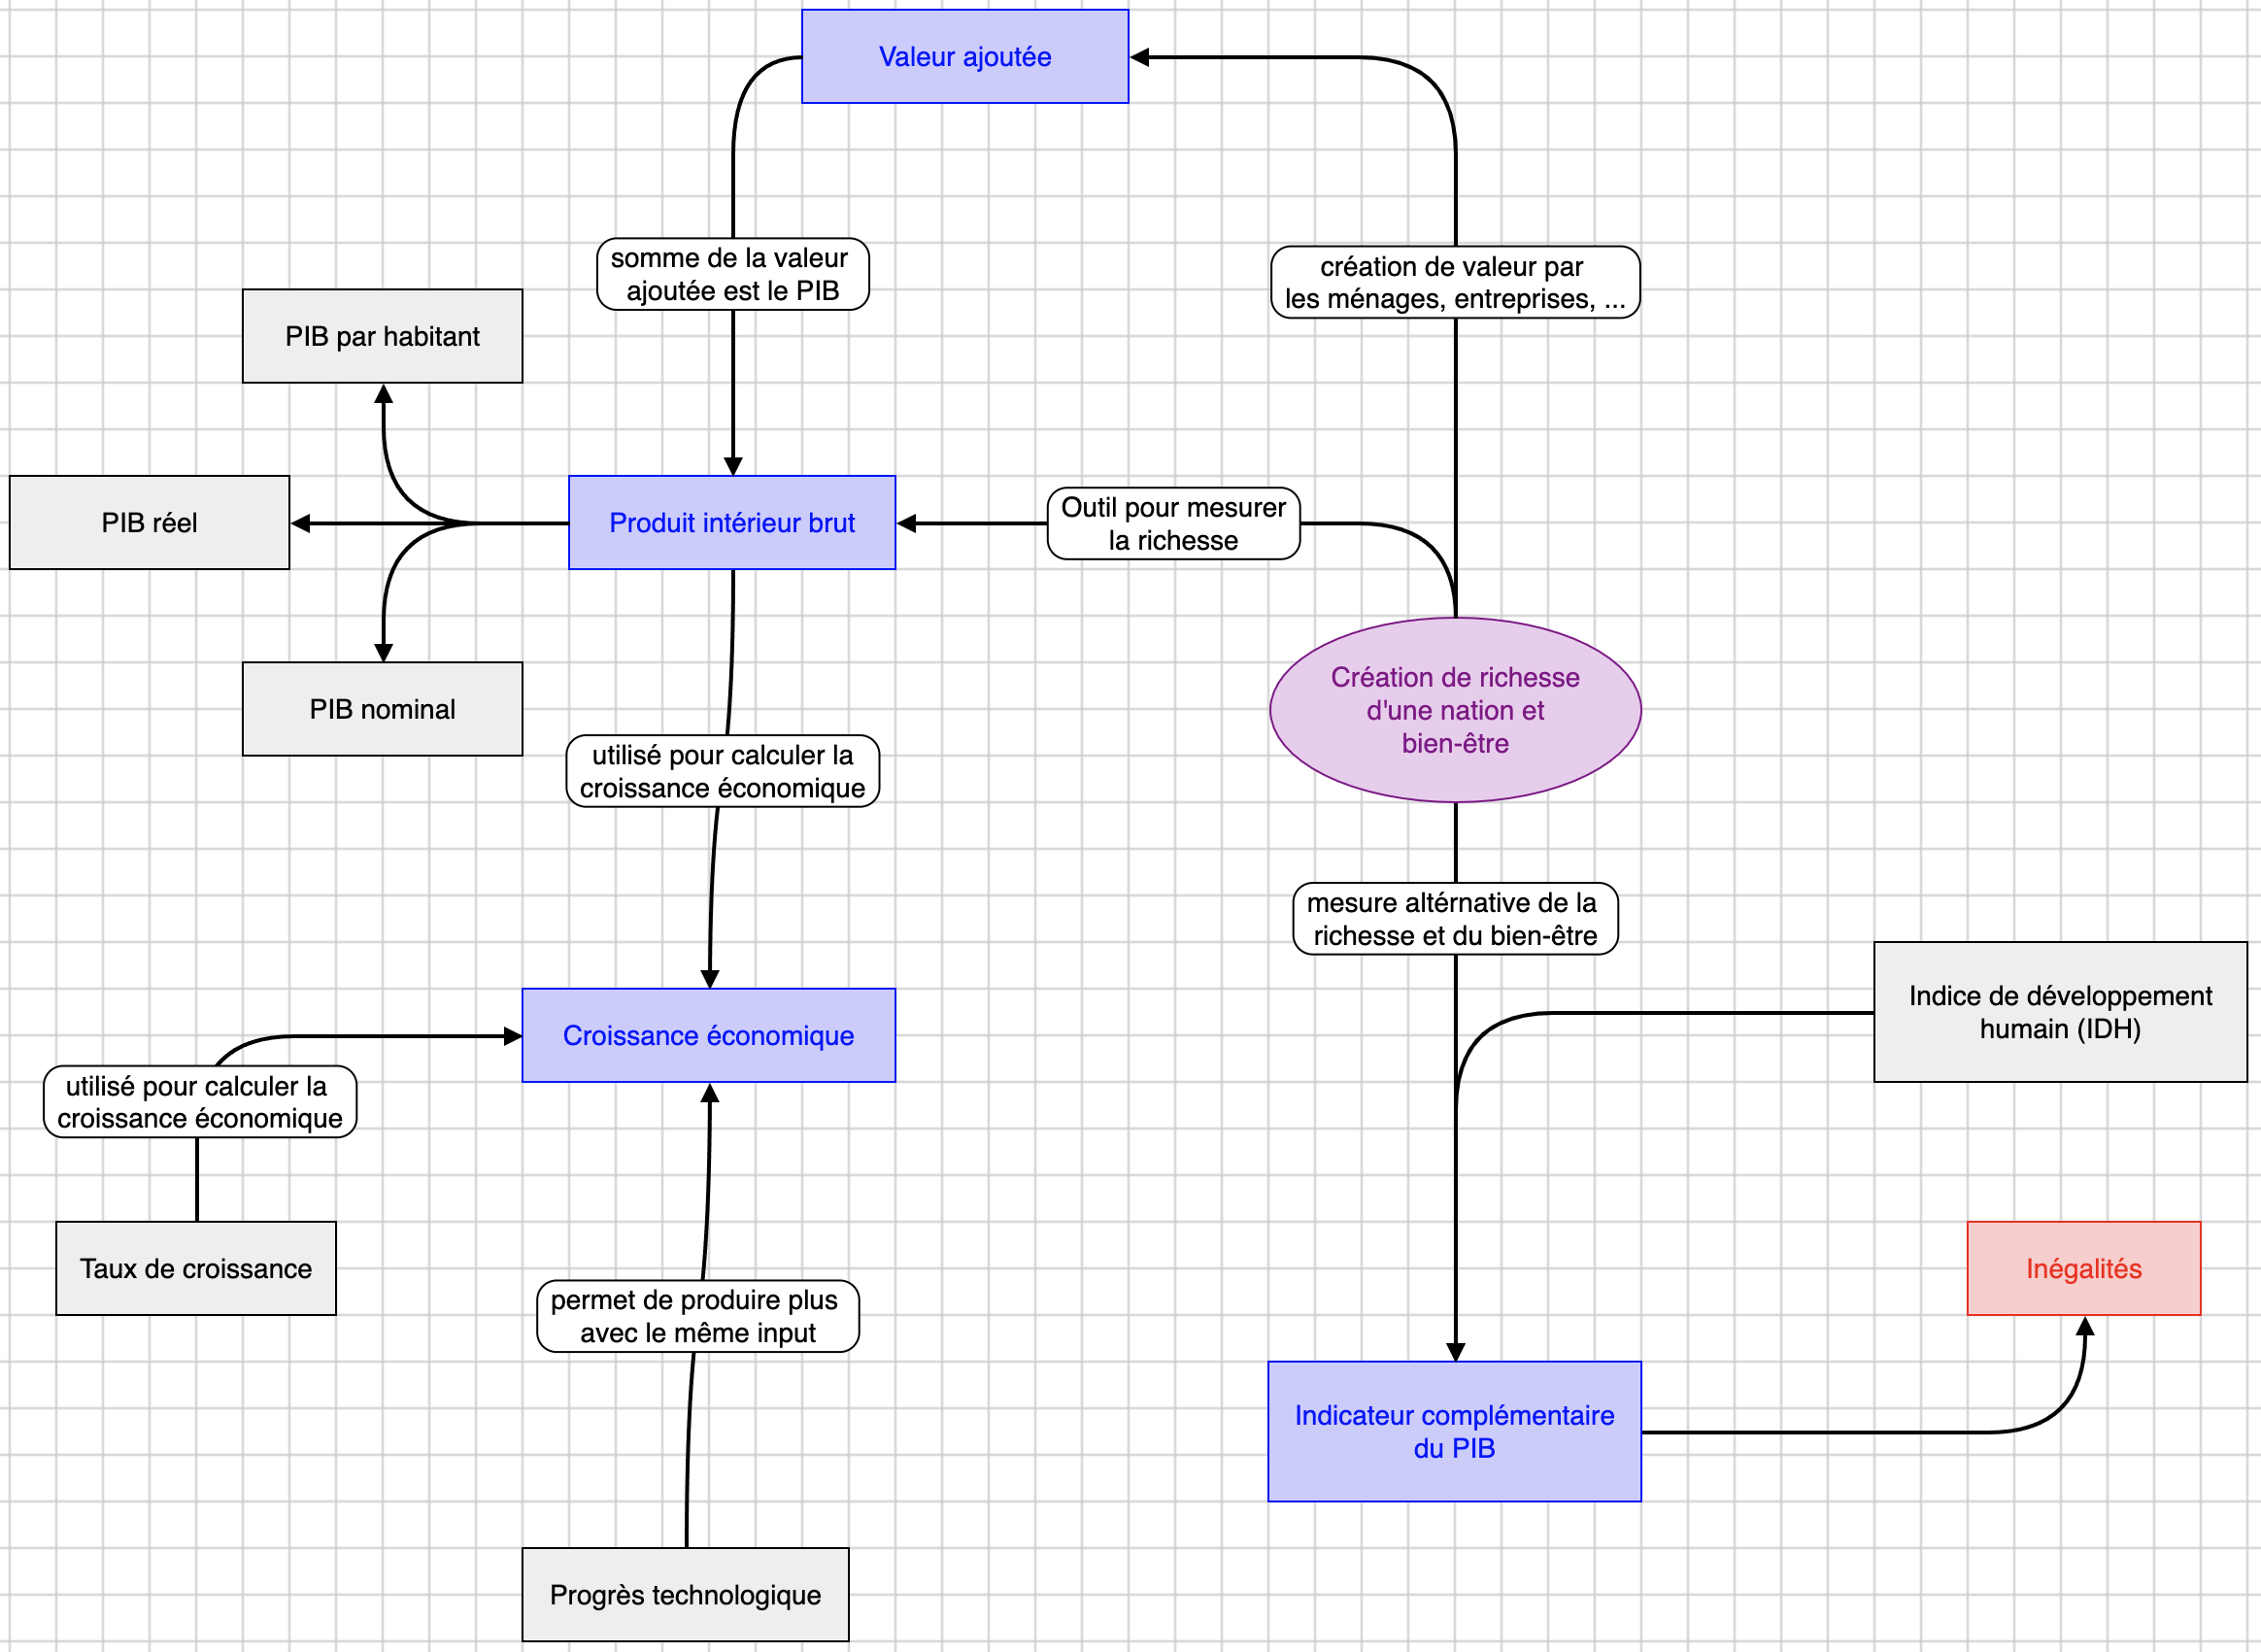 Valeur ajoutée
somme de la valeur
ajoutée est le PIB
création de valeur par
les ménages, entreprises, ...
PIB par habitant
PIB réel
Produit intérieur brut
Outil pour mesurer
la richesse
PIB nominal
Création de richesse
d'une nation et
bien-être
utilisé pour calculer la
croissance économique
mesure altérnative de la
richesse et du bien-être
Indice de développement
humain (IDH)
Croissance économique
utilisé pour calculer la
croissance économique
Taux de croissance
Inégalités
permet de produire plus
avec le même input
Indicateur complémentaire
du PIB
Progrès technologique